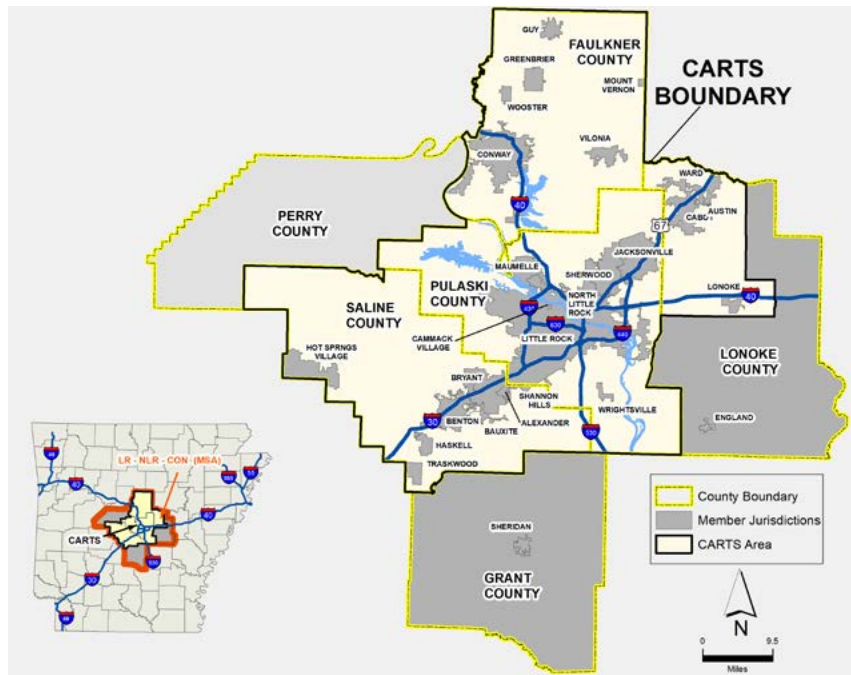 GUY
FAULKNER
COUNTY
GREENBRIER
MOUNT
VERNON
CARTS
BOUNDARY
WOOSTER
VILONIA
CONWAY
WARD
AUSTIN
CABOT
40
67
PERRY
COUNTY
JACKSONVILLE
MAUMELLE
SHERWOOD
PULASKI
COUNTY
LONOKE
40
NORTH
LITTLE
ROCK
SALINE
COUNTY
430
630
440
CAMMACK
VILLAGE
LITTLE ROCK
HOT SPRNGS
VILLAGE
LONOKE
COUNTY
BRYANT
SHANNON
HILLS
WRIGHTSVILLE
ENGLAND
30
BENTON
BAUXITE
ALEXANDER
530
HASKELL
TRASKWOOD
LR - NLR - CON (MSA)
40
40
CARTS
30
530
County Boundary
Member Jurisdictions
CARTS Area
SHERIDAN
GRANT
COUNTY
N
0
9.5
Miles